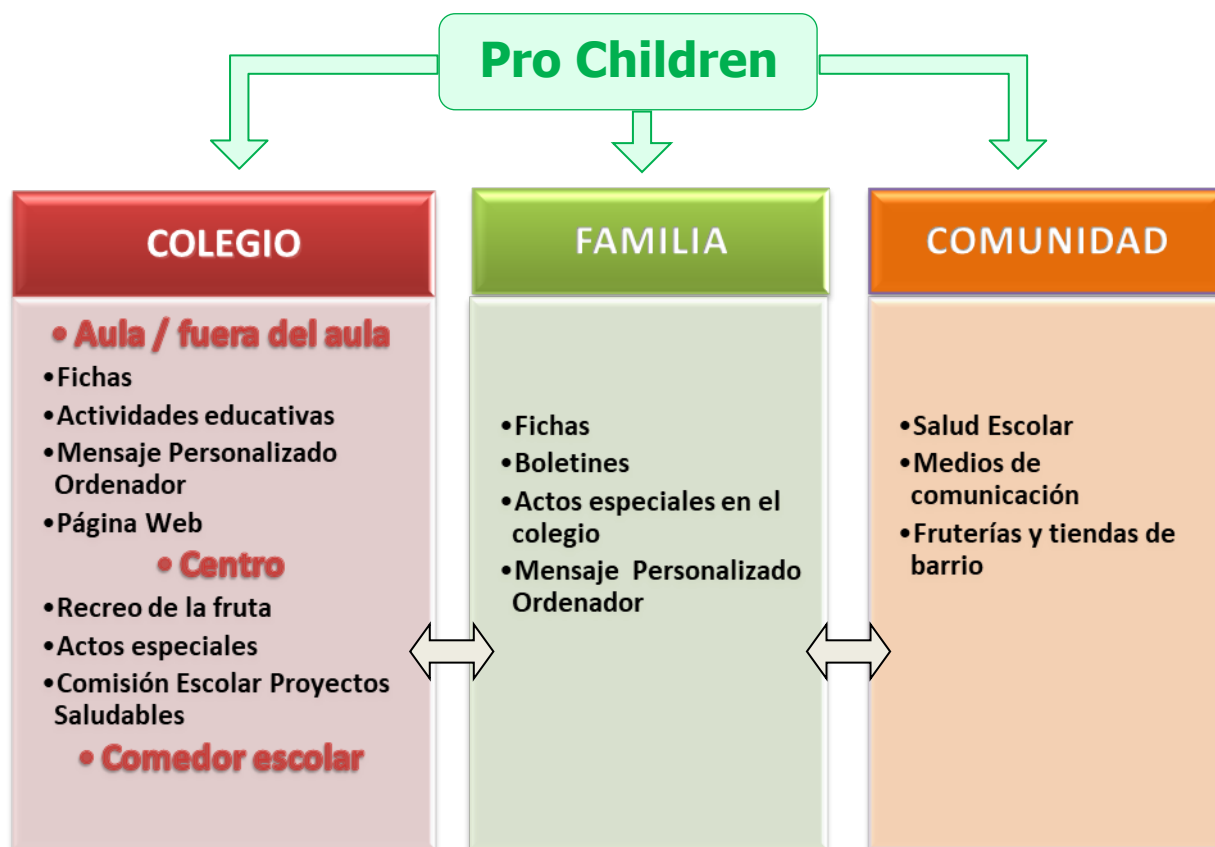 Pro Children
COLEGIO
• Aula / fuera del aula
•Fichas
•Actividades educativas
•Mensaje Personalizado
Ordenador
•Página Web
• Centro
•Recreo de la fruta
•Actos especiales
•Comisión Escolar Proyectos
Saludables
• Comedor escolar
FAMILIA
•Fichas
•Boletines
•Actos especiales en el
colegio
•Mensaje Personalizado
Ordenador
COMUNIDAD
•Salud Escolar
•Medios de
comunicación
•Fruterías y tiendas de
barrio